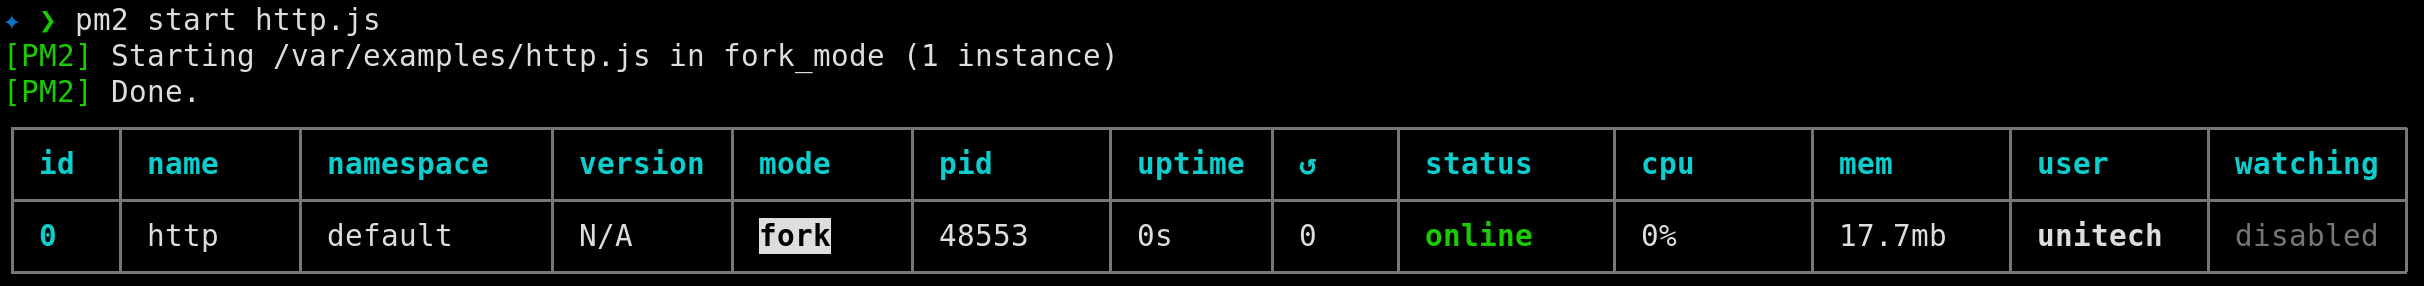 ✦ ❯ pm2 start http.js
[PM2] Starting /var/examples/http.js in fork_mode (1 instance)
[PM2] Done.
id name namespace version mode pid uptime ↺ status cpu mem user watching
0 http default N/A fork 48553 0s 0 online 0% 17.7mb unitech disabled